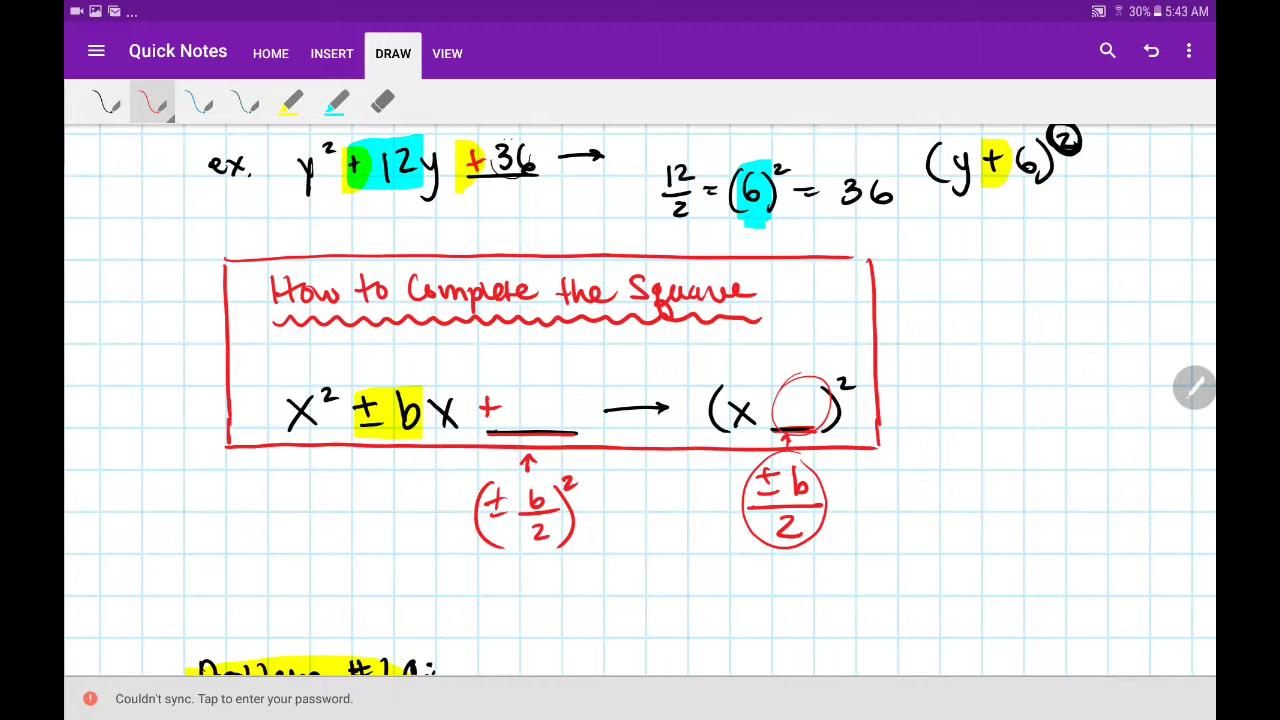 ... 30% 5:43 AM
Quick Notes HOME INSERT DRAW VIEW
ex. y² + 12y + 36 → 12/2 = (6)² = 36 (y + 6)²
How to Complete the Square
x² ± bx + ___ → (x ___)²
↑ (± b/2)² ↑ ± b/2
Couldn't sync. Tap to enter your password.